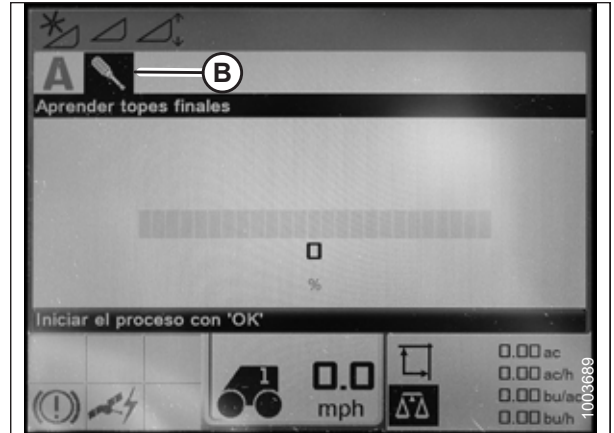 A
B
Aprender topes finales
0
%
Iniciar el proceso con 'OK'
1
0.0
mph
0.00 ac
0.00 ac/h
0.00 bu/ac
0.00 bu/h
1003689